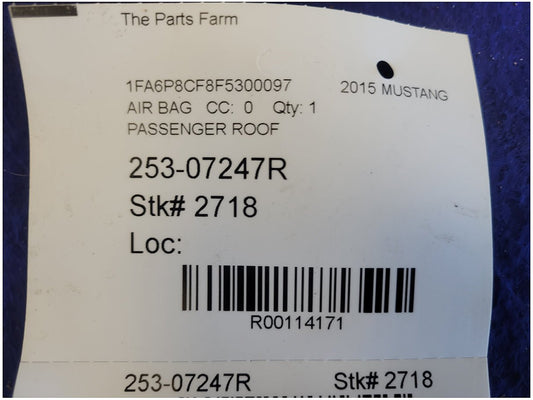 The Parts Farm
1FA6P8CF8F5300097 2015 MUSTANG
AIR BAG CC: 0 Qty: 1
PASSENGER ROOF
253-07247R
Stk# 2718
Loc:
R00114171
253-07247R Stk# 2718